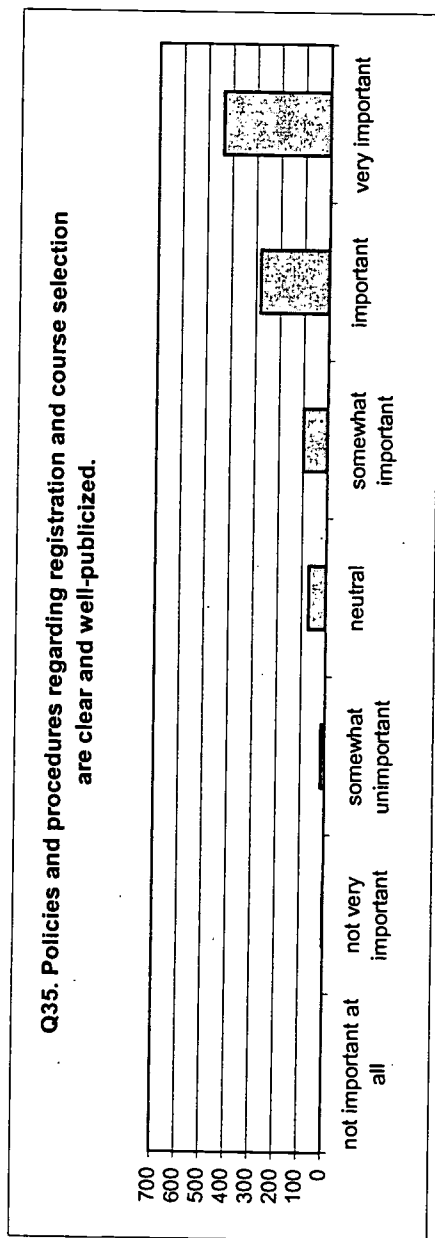 Q35. Policies and procedures regarding registration and course selection
are clear and well-publicized.
700
600
500
400
300
200
100
0
not important at
all
not very
important
somewhat
unimportant
neutral
somewhat
important
important
very important